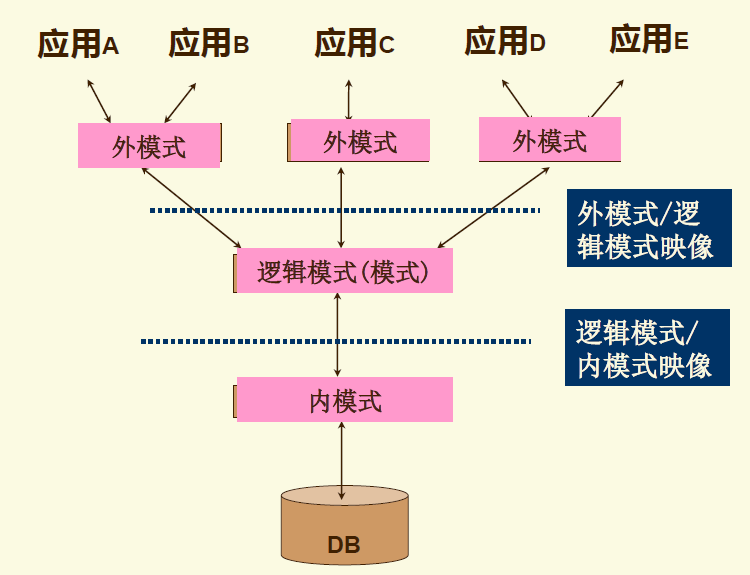 应用A
应用B
应用C
应用D
应用E
外模式
外模式
外模式
外模式/逻
辑模式映像
逻辑模式(模式)
逻辑模式/
内模式映像
内模式
DB